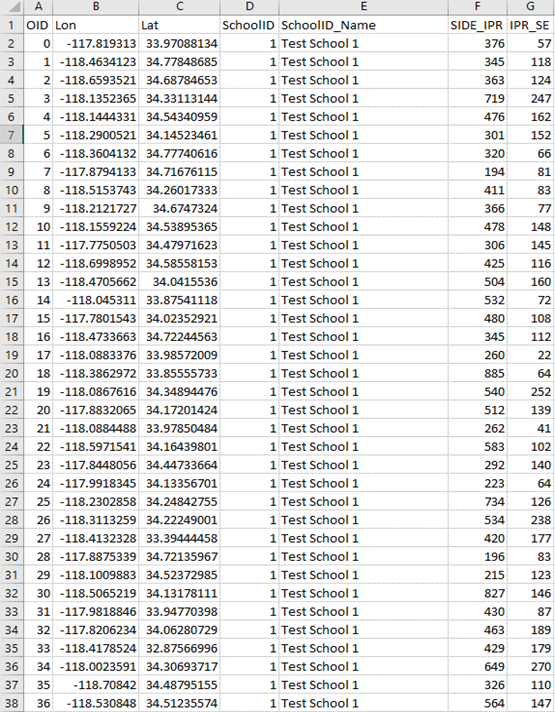 A B C D E F G
1 OID Lon Lat SchoolID SchoolID_Name SIDE_IPR IPR_SE
2 0 -117.819313 33.97088134 1 Test School 1 376 57
3 1 -118.4634123 34.77848685 1 Test School 1 345 118
4 2 -118.6593521 34.68784653 1 Test School 1 363 124
5 3 -118.1352365 34.33113144 1 Test School 1 719 247
6 4 -118.1444331 34.54340959 1 Test School 1 476 162
7 5 -118.2900521 34.14523461 1 Test School 1 301 152
8 6 -118.3604132 34.77740616 1 Test School 1 320 66
9 7 -117.8794133 34.71676115 1 Test School 1 194 81
10 8 -118.5153743 34.26017333 1 Test School 1 411 83
11 9 -118.2121727 34.6747324 1 Test School 1 366 77
12 10 -118.1559224 34.53895365 1 Test School 1 478 148
13 11 -117.7750503 34.47971623 1 Test School 1 306 145
14 12 -118.6998952 34.58558153 1 Test School 1 425 116
15 13 -118.4705662 34.0415536 1 Test School 1 504 160
16 14 -118.045311 33.87541118 1 Test School 1 532 72
17 15 -117.7801543 34.02352921 1 Test School 1 480 108
18 16 -118.4733663 34.72244563 1 Test School 1 345 112
19 17 -118.0883376 33.98572009 1 Test School 1 260 22
20 18 -118.3862972 33.85555733 1 Test School 1 885 64
21 19 -118.0867616 34.34894476 1 Test School 1 540 252
22 20 -117.8832065 34.17201424 1 Test School 1 512 139
23 21 -118.0884488 33.97850484 1 Test School 1 262 41
24 22 -118.5971541 34.16439801 1 Test School 1 583 102
25 23 -117.8448056 34.44733664 1 Test School 1 292 140
26 24 -117.9918345 34.13356701 1 Test School 1 223 64
27 25 -118.2302858 34.24842755 1 Test School 1 734 126
28 26 -118.3113259 34.22249001 1 Test School 1 534 238
29 27 -118.4132328 33.39444458 1 Test School 1 420 177
30 28 -117.8875339 34.72135967 1 Test School 1 196 83
31 29 -118.1009883 34.52372985 1 Test School 1 215 123
32 30 -118.5065219 34.13178111 1 Test School 1 827 146
33 31 -117.9818846 33.94770398 1 Test School 1 430 87
34 32 -117.8206234 34.06280729 1 Test School 1 463 189
35 33 -118.4178524 32.87566996 1 Test School 1 429 179
36 34 -118.0023591 34.30693717 1 Test School 1 649 270
37 35 -118.70842 34.48795155 1 Test School 1 326 110
38 36 -118.530848 34.51235574 1 Test School 1 564 147